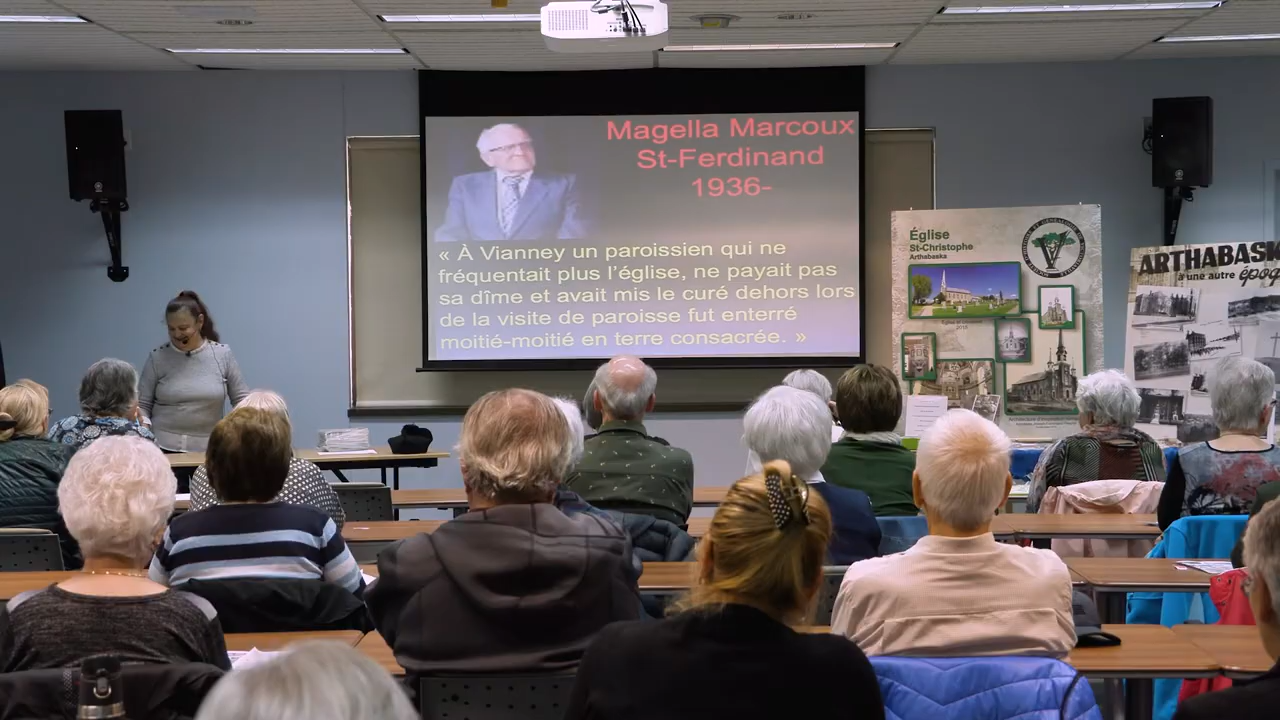 Magella Marcoux
St-Ferdinand
1936-
« À Vianney un paroissien qui ne
fréquentait plus l'église, ne payait pas
sa dîme et avait mis le curé dehors lors
de la visite de paroisse fut enterré
moitié-moitié en terre consacrée. »
Église
St-Christophe
Arthabaska
ARTHABASK
à une autre époq